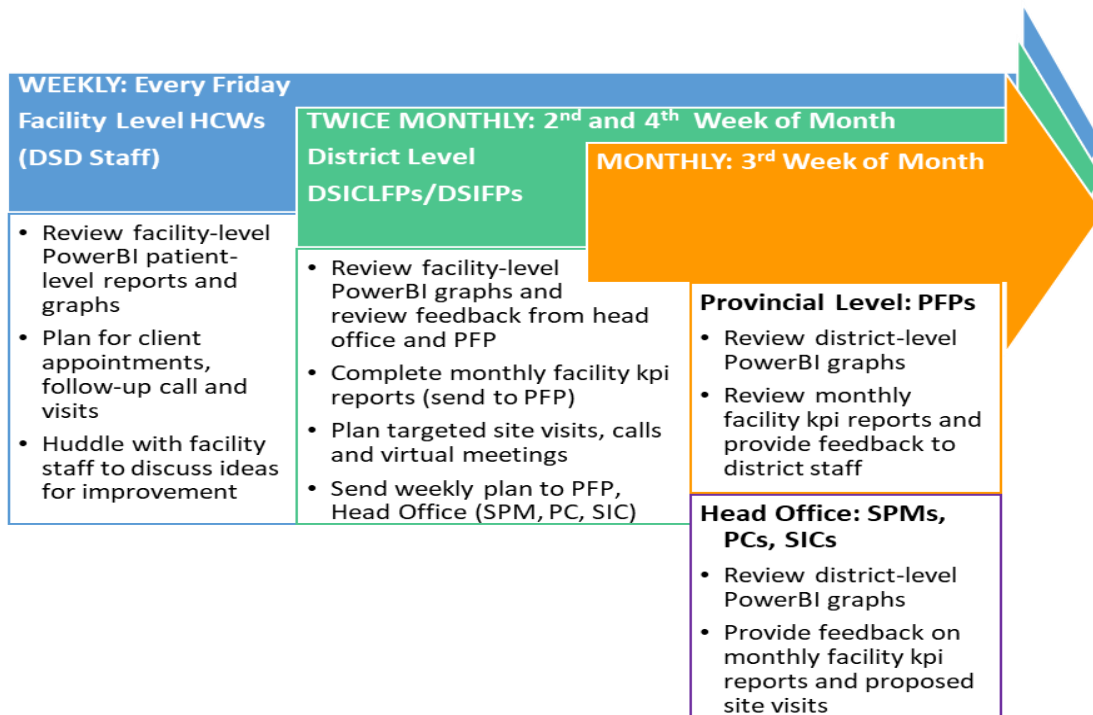 WEEKLY: Every Friday
Facility Level HCWs
(DSD Staff)
• Review facility-level
PowerBI patient-
level reports and
graphs
• Plan for client
appointments,
follow-up call and
visits
• Huddle with facility
staff to discuss ideas
for improvement
TWICE MONTHLY: 2nd and 4th Week of Month
District Level
DSICLFPs/DSIFPs
• Review facility-level
PowerBI graphs and
review feedback from head
office and PFP
• Complete monthly facility kpi
reports (send to PFP)
• Plan targeted site visits, calls
and virtual meetings
• Send weekly plan to PFP,
Head Office (SPM, PC, SIC)
MONTHLY: 3rd Week of Month
Provincial Level: PFPs
• Review district-level
PowerBI graphs
• Review monthly
facility kpi reports and
provide feedback to
district staff
Head Office: SPMs,
PCs, SICs
• Review district-level
PowerBI graphs
• Provide feedback on
monthly facility kpi
reports and proposed
site visits